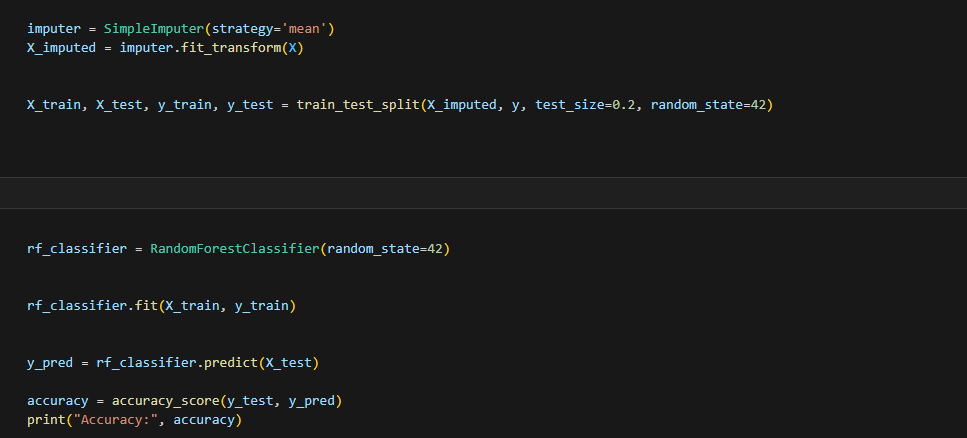 imputer = SimpleImputer(strategy='mean')
X_imputed = imputer.fit_transform(X)
X_train, X_test, y_train, y_test = train_test_split(X_imputed, y, test_size=0.2, random_state=42)
rf_classifier = RandomForestClassifier(random_state=42)
rf_classifier.fit(X_train, y_train)
y_pred = rf_classifier.predict(X_test)
accuracy = accuracy_score(y_test, y_pred)
print("Accuracy:", accuracy)